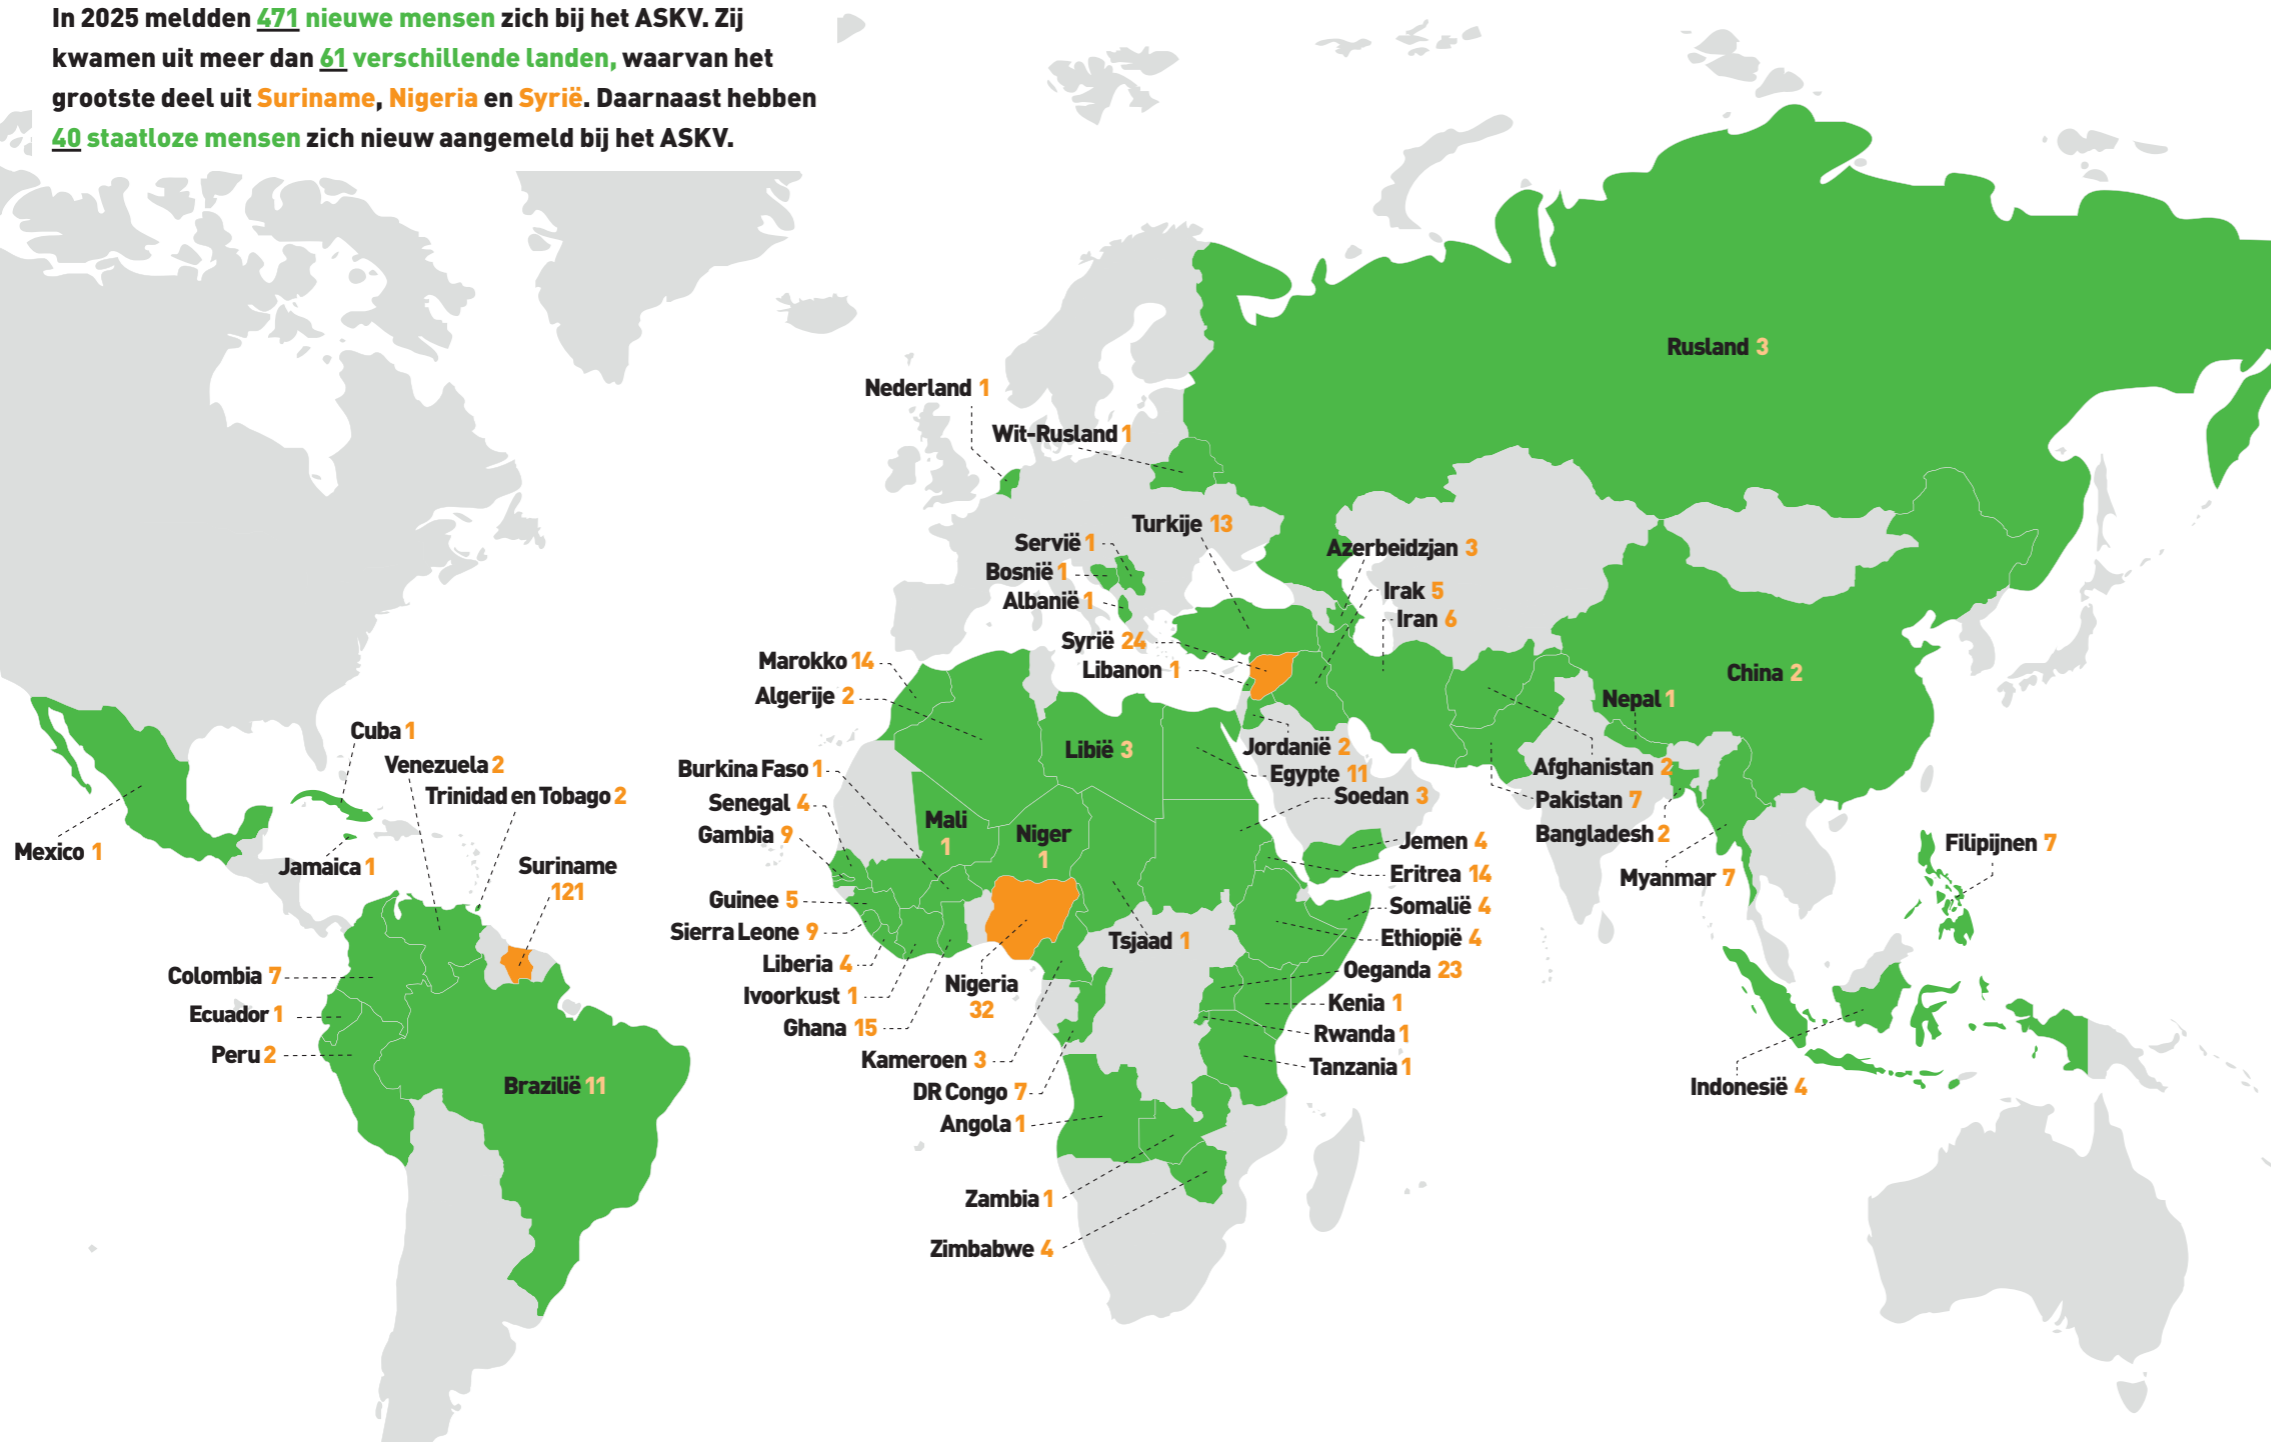 In 2025 meldden 471 nieuwe mensen zich bij het ASKV. Zij
kwamen uit meer dan 61 verschillende landen, waarvan het
grootste deel uit Suriname, Nigeria en Syrië. Daarnaast hebben
40 staatloze mensen zich nieuw aangemeld bij het ASKV.
Rusland 3
Nederland 1
Wit-Rusland 1
Turkije 13
Servië 1
Azerbeidzjan 3
Bosnië 1
Irak 5
Albanië 1
Iran 6
Syrië 24
Marokko 14
Libanon 1
China 2
Algerije 2
Nepal 1
Cuba 1
Jordanië 2
Libië 3
Venezuela 2
Burkina Faso 1
Afghanistan 2
Egypte 11
Trinidad en Tobago 2
Senegal 4
Soedan 3
Pakistan 7
Mali
1
Niger
1
Gambia 9
Bangladesh 2
Jemen 4
Filipijnen 7
Mexico 1
Jamaica 1
Suriname
121
Eritrea 14
Myanmar 7
Guinee 5
Somalië 4
Sierra Leone 9
Tsjaad 1
Ethiopië 4
Liberia 4
Oeganda 23
Colombia 7
Nigeria
32
Ivoorkust 1
Kenia 1
Ecuador 1
Ghana 15
Rwanda 1
Peru 2
Kameroen 3
Tanzania 1
Brazilië 11
Indonesië 4
DR Congo 7
Angola 1
Zambia 1
Zimbabwe 4